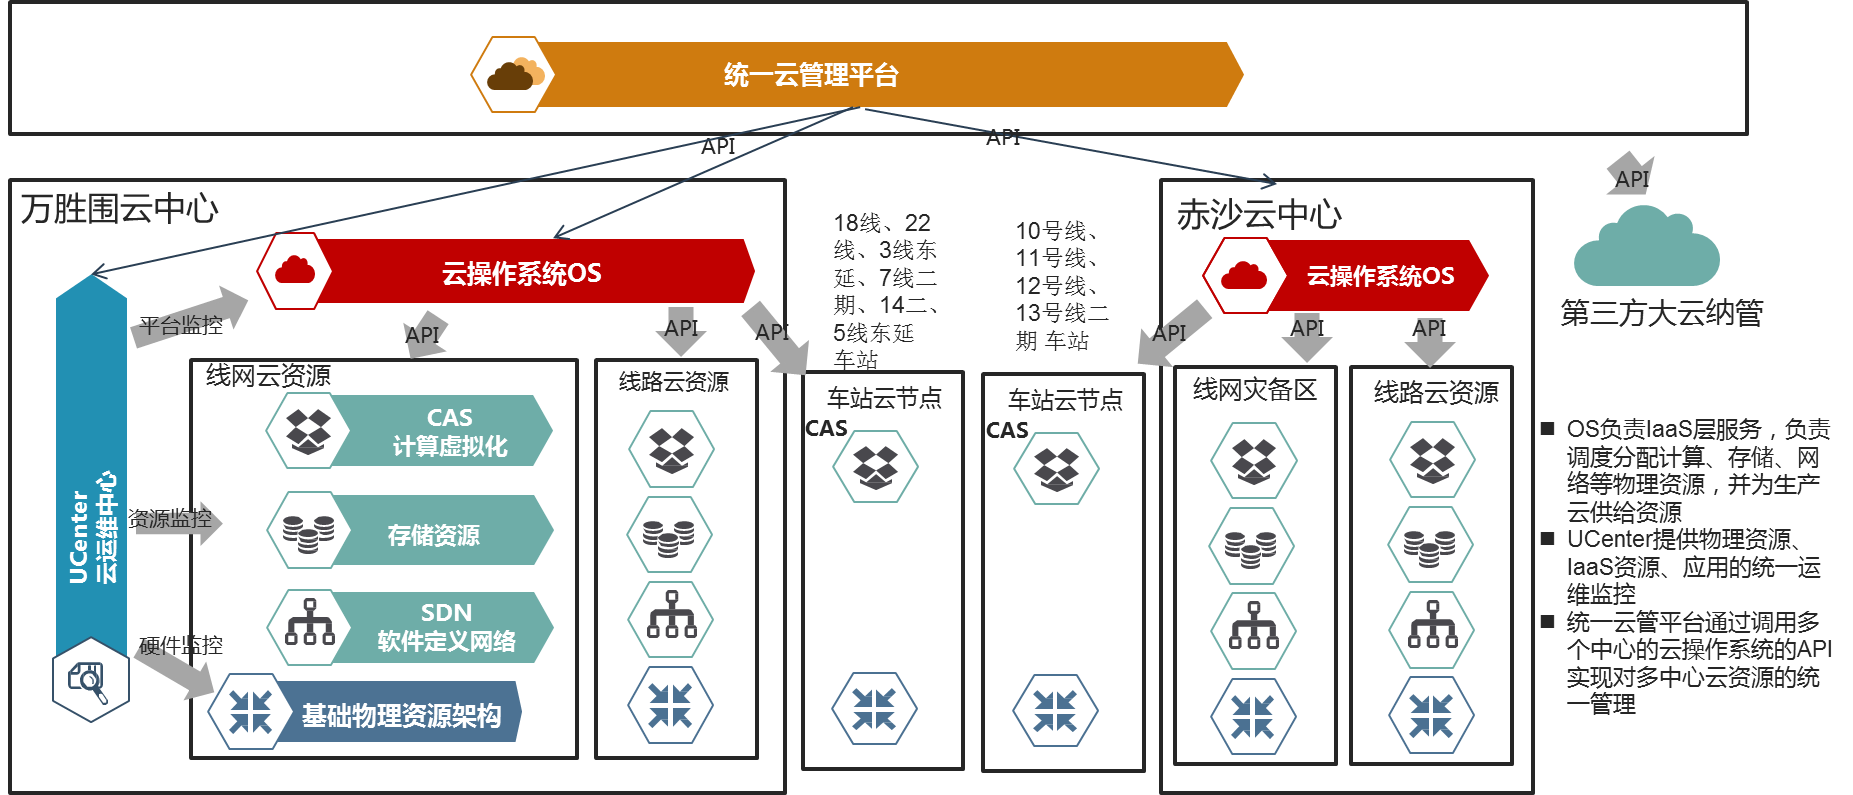 统一云管理平台
API
API
API
万胜围云中心
赤沙云中心
第三方大云纳管
云操作系统OS
云操作系统OS
18线、22
线、3线东
延、7线二
期、14二、
5线东延
车站
10号线、
11号线、
12号线、
13号线二
期 车站
平台监控
API
API
API
API
API
API
UCenter
云运维中心
资源监控
硬件监控
线网云资源
CAS
计算虚拟化
存储资源
SDN
软件定义网络
基础物理资源架构
线路云资源
车站云节点
CAS
车站云节点
CAS
线网灾备区
线路云资源
■ OS负责IaaS层服务，负责
调度分配计算、存储、网
络等物理资源，并为生产
云供给资源
■ UCenter提供物理资源、
IaaS资源、应用的统一运
维监控
■ 统一云管平台通过调用多
个中心的云操作系统的API
实现对多中心云资源的统
一管理